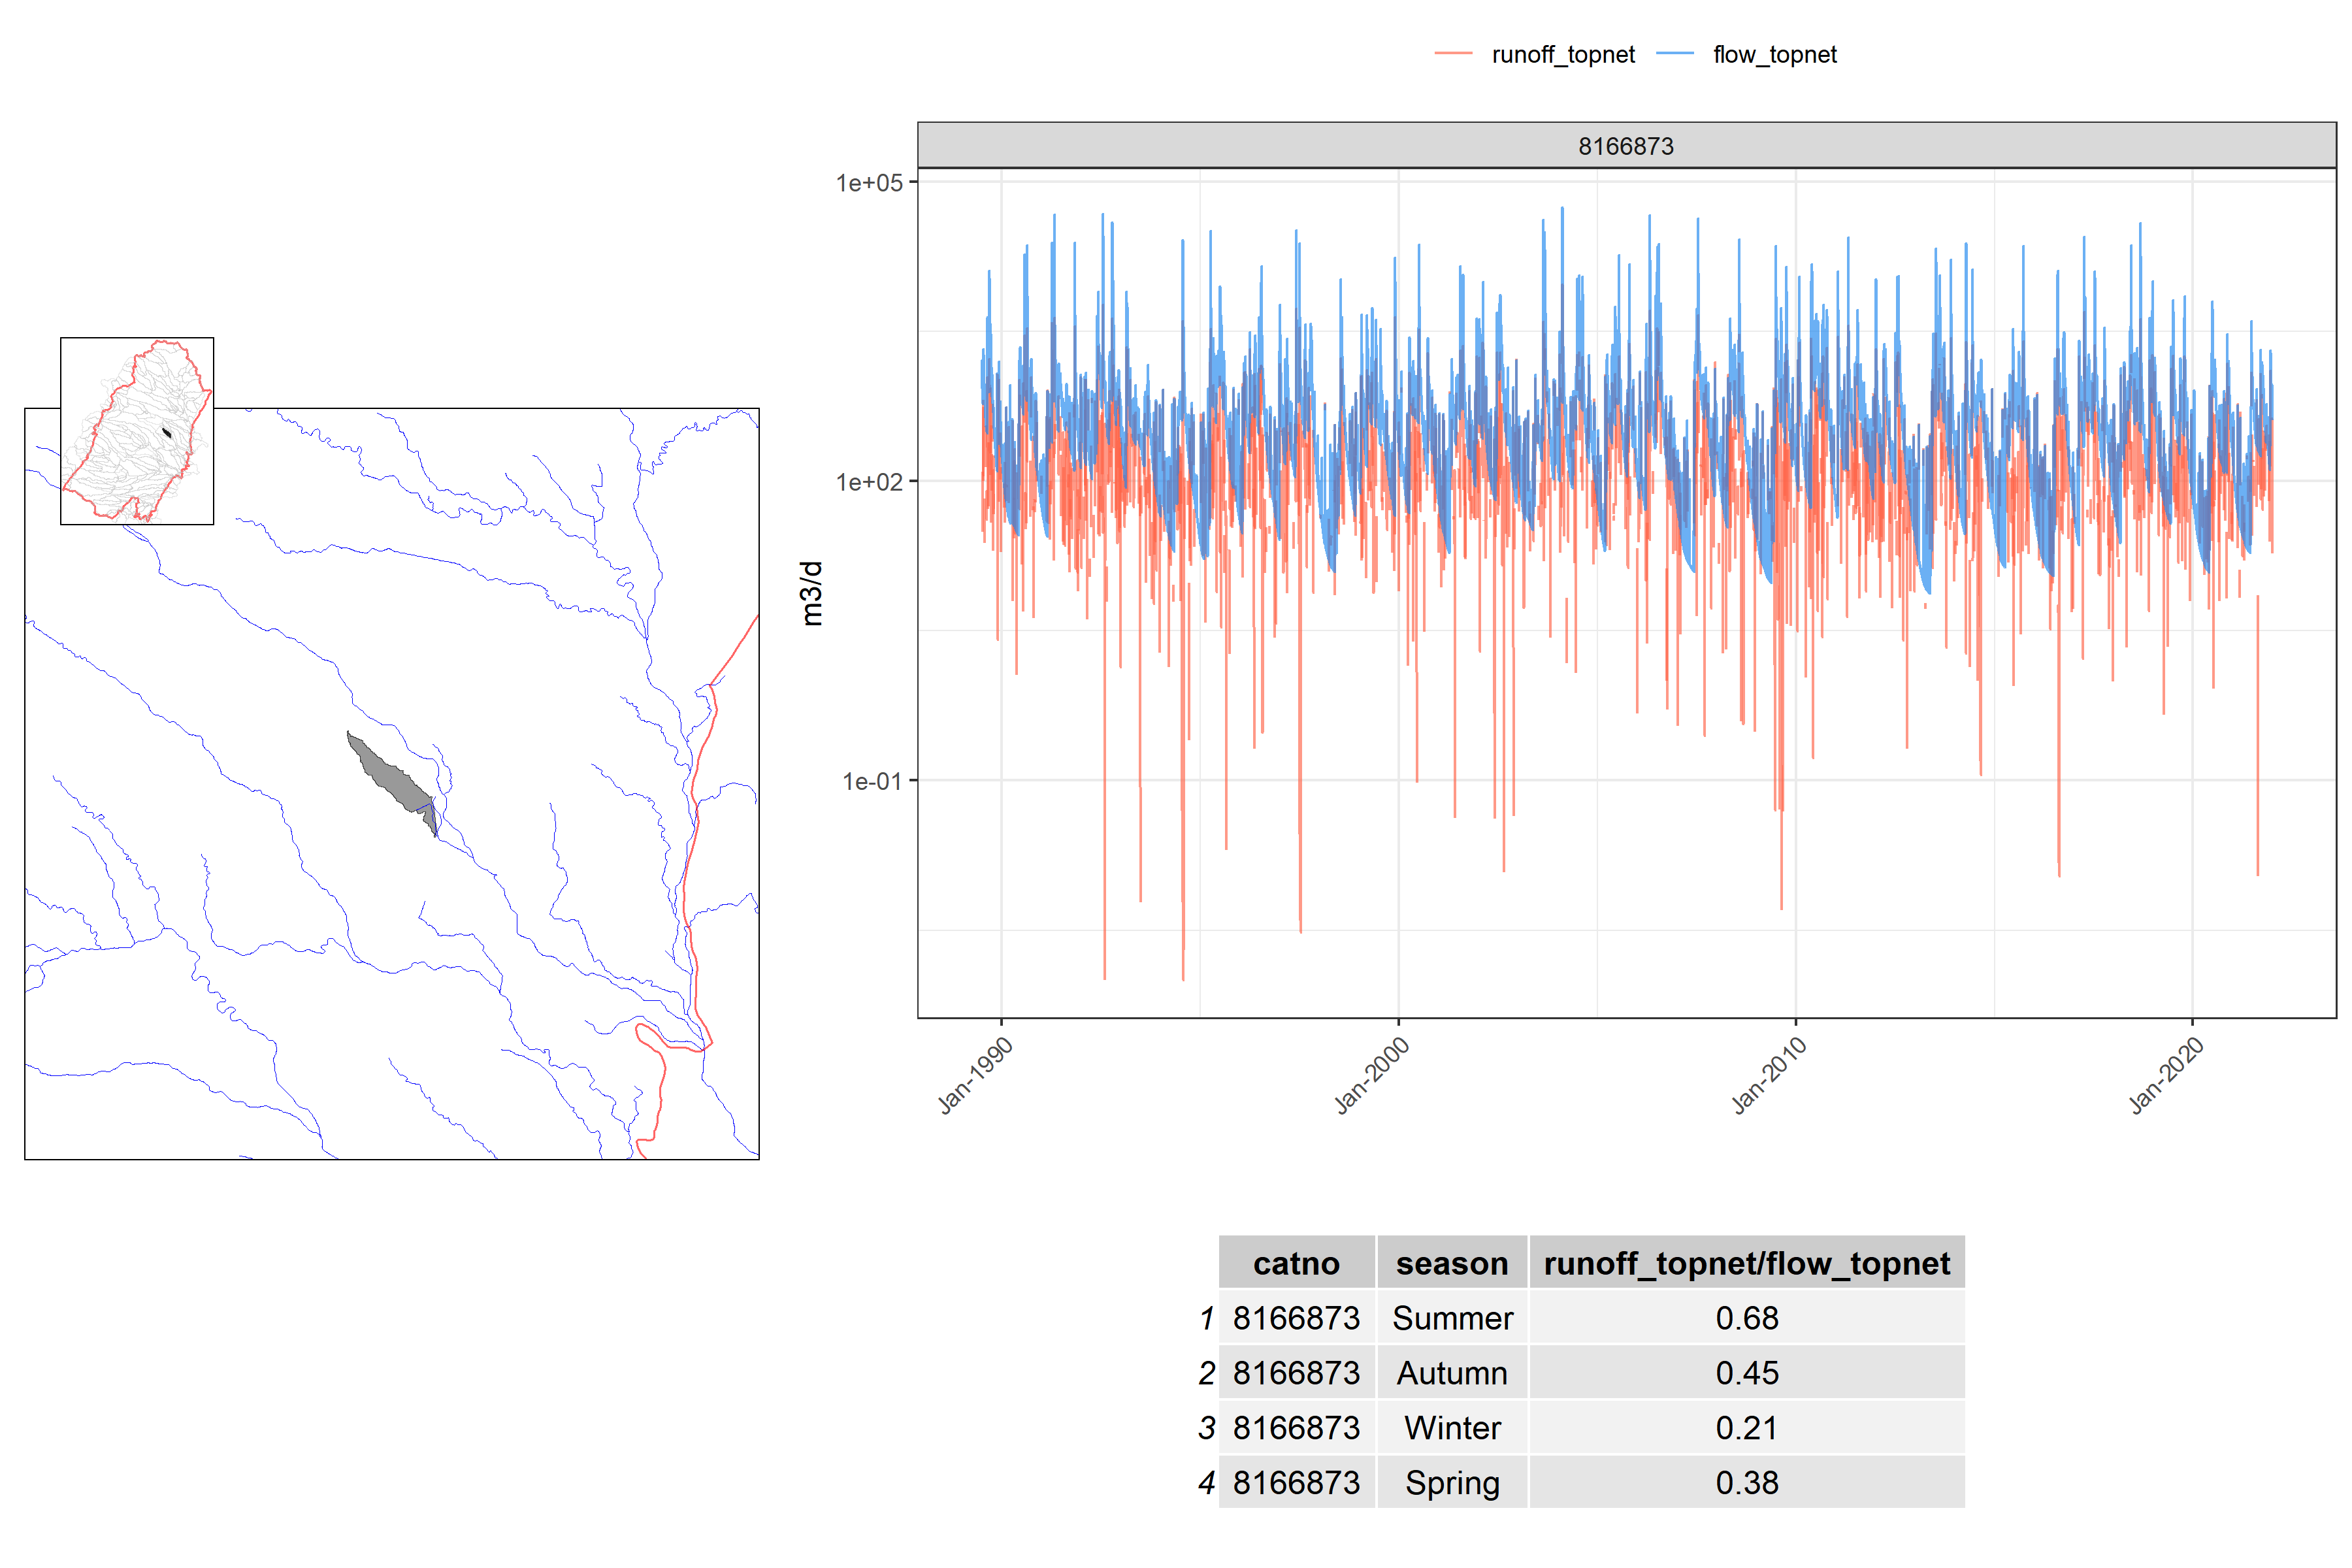 runoff_topnet flow_topnet
8166873
1e+05
1e+02
1e-01
m3/d
Jan-1990 Jan-2000 Jan-2010 Jan-2020
catno season runoff_topnet/flow_topnet
1 8166873 Summer 0.68
2 8166873 Autumn 0.45
3 8166873 Winter 0.21
4 8166873 Spring 0.38